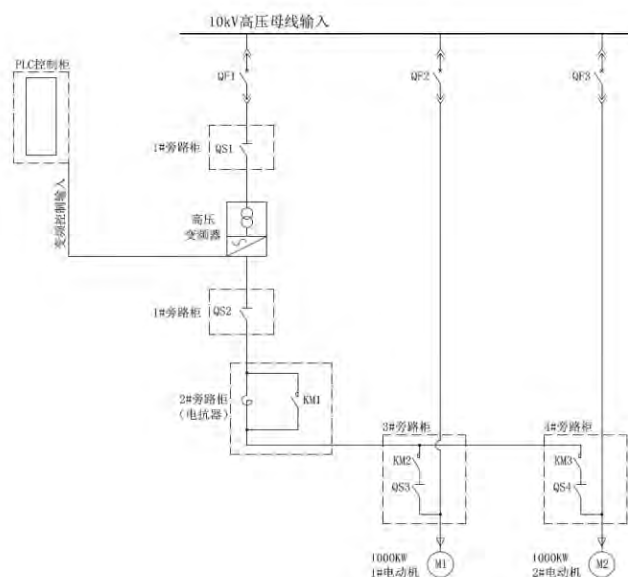 10kV高压母线输入
PLC控制柜
QF1
QF2
QF3
1#旁路柜
QS1
变频控制输入
高压
变频器
1#旁路柜
QS2
2#旁路柜
(电抗器)
KM1
3#旁路柜
4#旁路柜
KM2
QS3
KM3
QS4
1000KW
1#电动机
M1
1000KW
2#电动机
M2